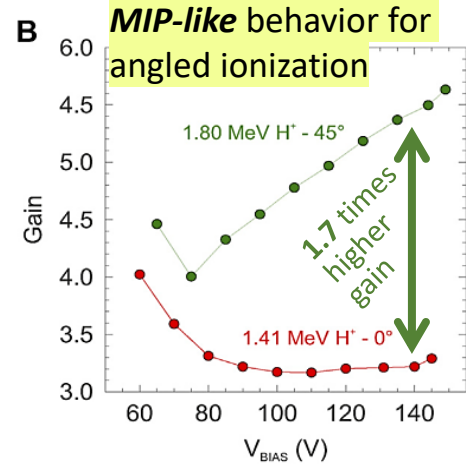 B
MIP-like behavior for
angled ionization
6.0
4.5
5.0
4.5
4.0
3.5
3.0
Gain
1.80 MeV H⁺ - 45°
1.7 times
higher
gain
1.41 MeV H⁺ - 0°
60
80
100
120
140
V_BIAS (V)